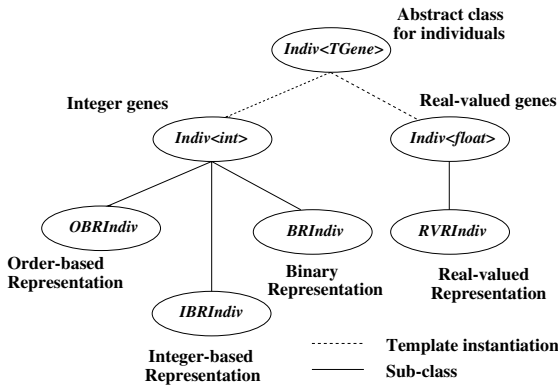 Abstract class
for individuals
Indiv<TGene>
Integer genes
Real-valued genes
Indiv<int>
Indiv<float>
OBRIndiv
BRIndiv
RVRIndiv
Order-based
Representation
Binary
Representation
Real-valued
Representation
IBRIndiv
Integer-based
Representation
Template instantiation
Sub-class